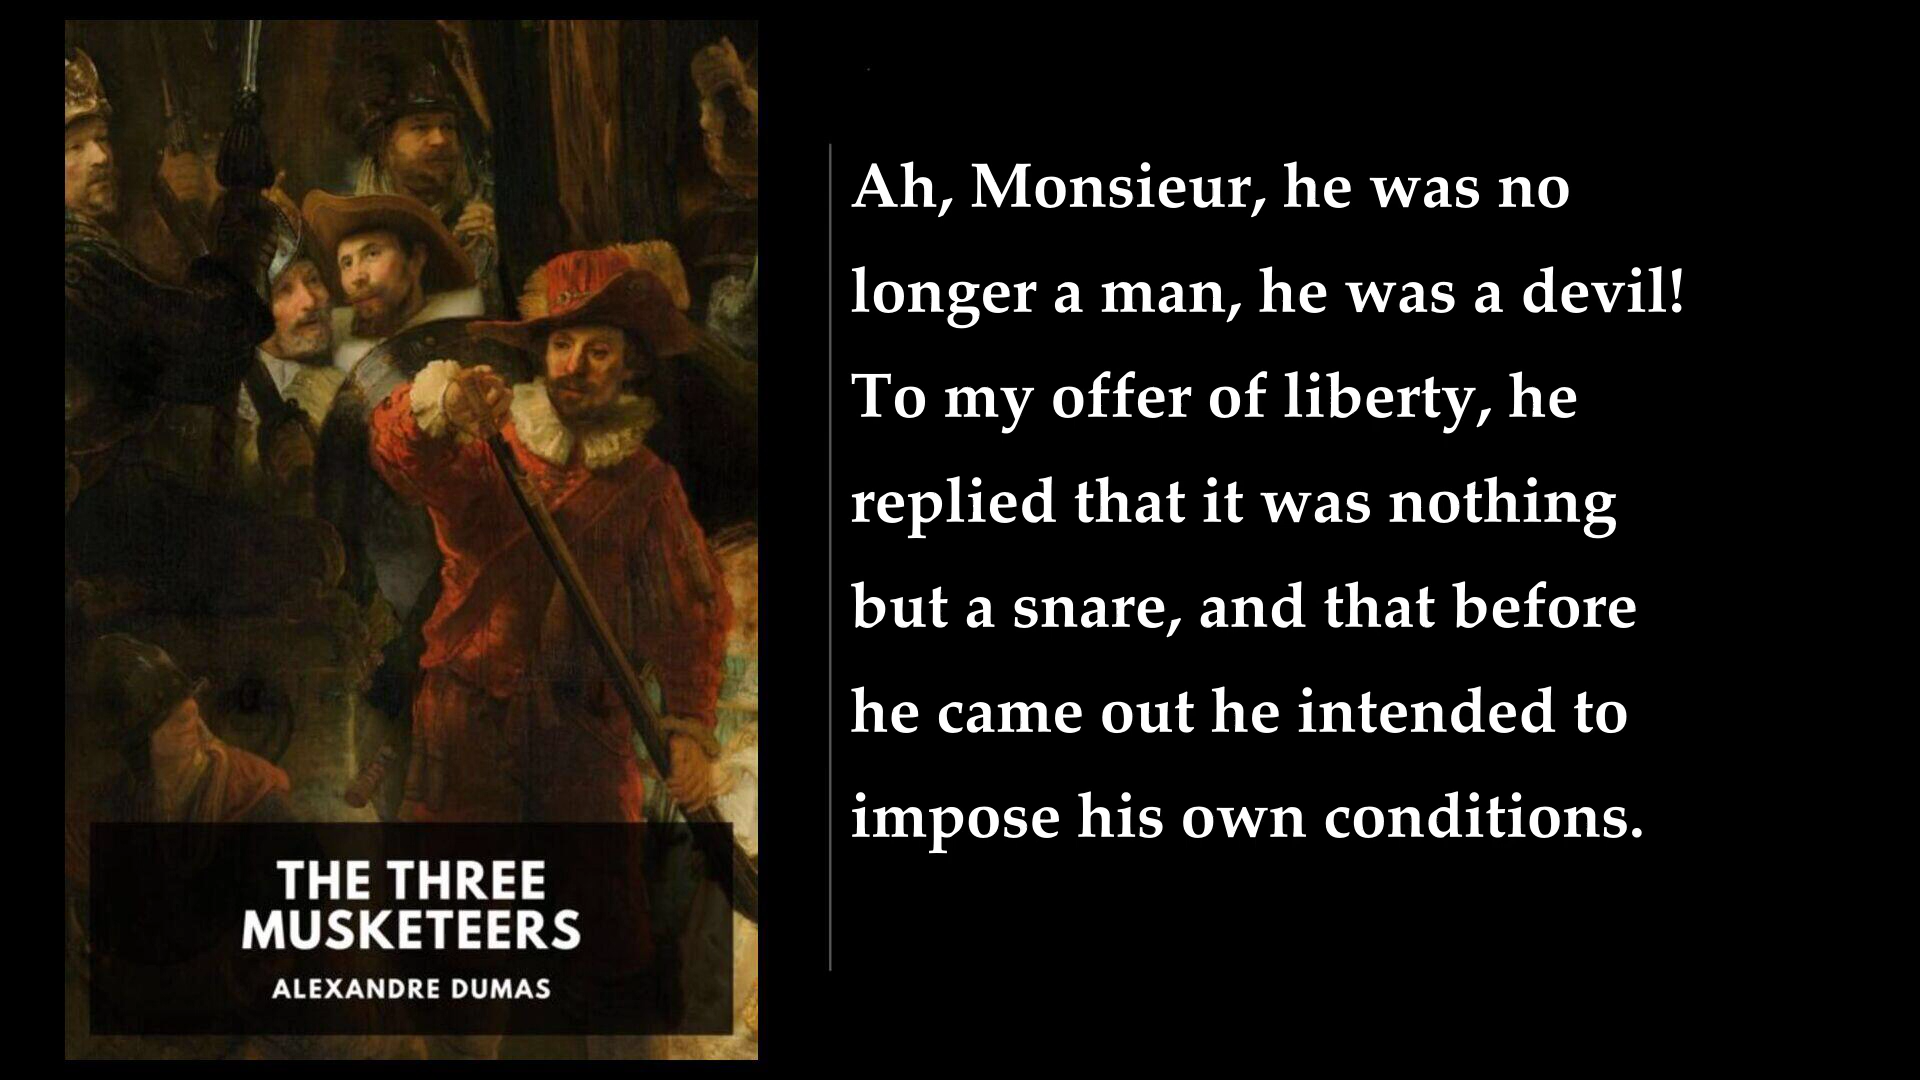 THE THREE
MUSKETEERS
ALEXANDRE DUMAS
Ah, Monsieur, he was no
longer a man, he was a devil!
To my offer of liberty, he
replied that it was nothing
but a snare, and that before
he came out he intended to
impose his own conditions.